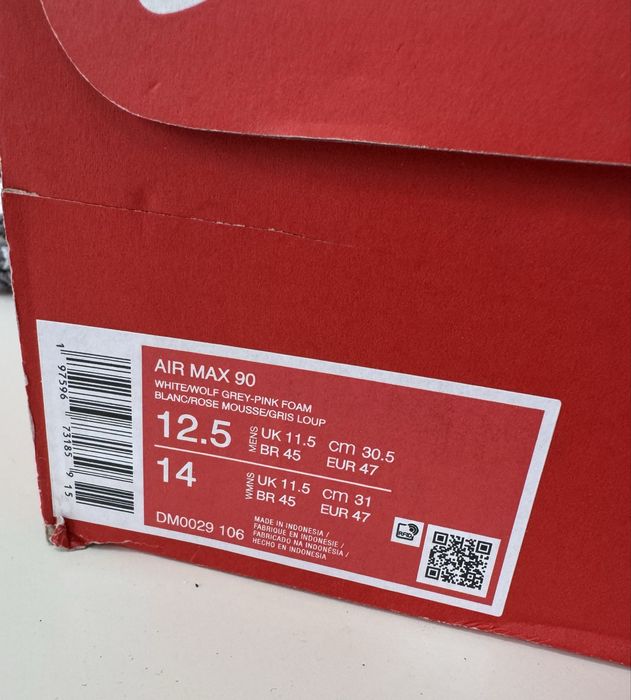 AIR MAX 90
WHITE/WOLF GREY-PINK FOAM
BLANC/ROSE MOUSSE/GRIS LOUP
12.5 MENS UK 11.5 cm 30.5
BR 45 EUR 47
14 WMNS UK 11.5 cm 31
BR 45 EUR 47
DM0029 106
MADE IN INDONESIA /
FABRIQUE EN INDONESIE /
FABRICADO NA INDONÉSIA /
HECHO EN INDONESIA
RFID
1 97596 73185 9 15